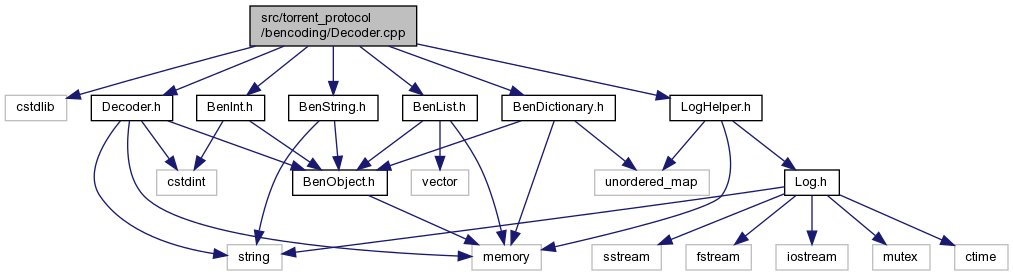 src/torrent_protocol
/bencoding/Decoder.cpp
cstdlib
Decoder.h
BenInt.h
BenString.h
BenList.h
BenDictionary.h
LogHelper.h
cstdint
BenObject.h
vector
unordered_map
Log.h
string
memory
sstream
fstream
iostream
mutex
ctime